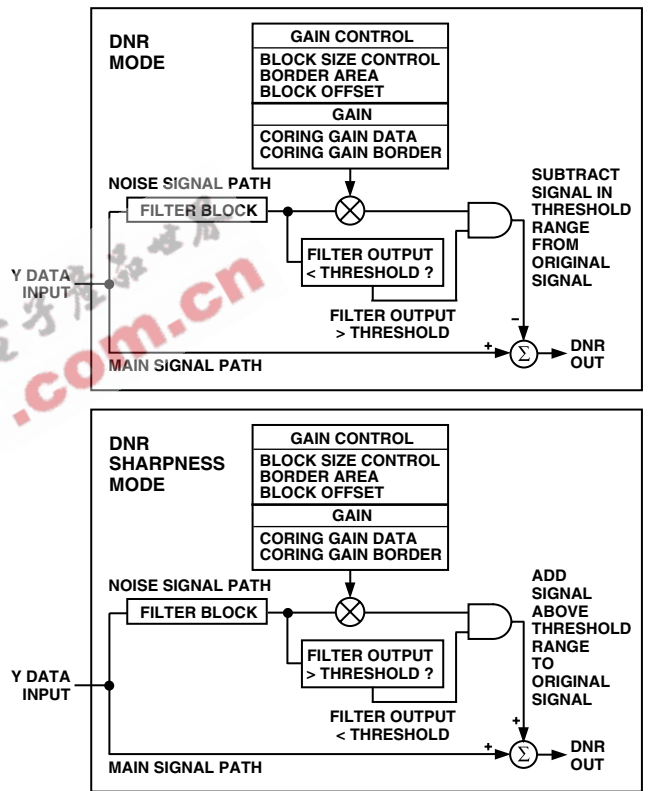 DNR
MODE
GAIN CONTROL
BLOCK SIZE CONTROL
BORDER AREA
BLOCK OFFSET
GAIN
CORING GAIN DATA
CORING GAIN BORDER
NOISE SIGNAL PATH
FILTER BLOCK
Y DATA
INPUT
FILTER OUTPUT
< THRESHOLD ?
FILTER OUTPUT
> THRESHOLD
SUBTRACT
SIGNAL IN
THRESHOLD
RANGE
FROM
ORIGINAL
SIGNAL
–
+
Σ
DNR
OUT
MAIN SIGNAL PATH
产品世界
.com.cn
DNR
SHARPNESS
MODE
GAIN CONTROL
BLOCK SIZE CONTROL
BORDER AREA
BLOCK OFFSET
GAIN
CORING GAIN DATA
CORING GAIN BORDER
NOISE SIGNAL PATH
FILTER BLOCK
Y DATA
INPUT
FILTER OUTPUT
> THRESHOLD ?
FILTER OUTPUT
< THRESHOLD
ADD
SIGNAL
ABOVE
THRESHOLD
RANGE
TO
ORIGINAL
SIGNAL
+
+
Σ
DNR
OUT
MAIN SIGNAL PATH